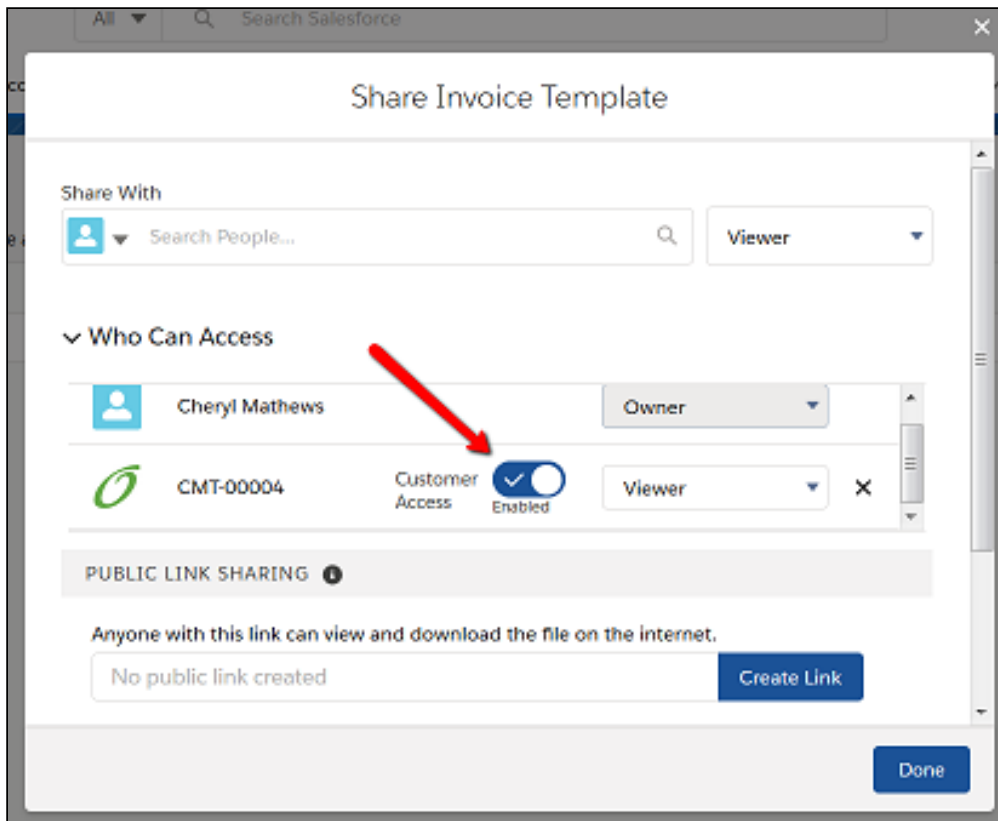 All Search Salesforce
Share Invoice Template
Share With
Search People... Viewer
Who Can Access
Cheryl Mathews Owner
CMT-00004 Customer Access Enabled Viewer
PUBLIC LINK SHARING
Anyone with this link can view and download the file on the internet.
No public link created Create Link
Done